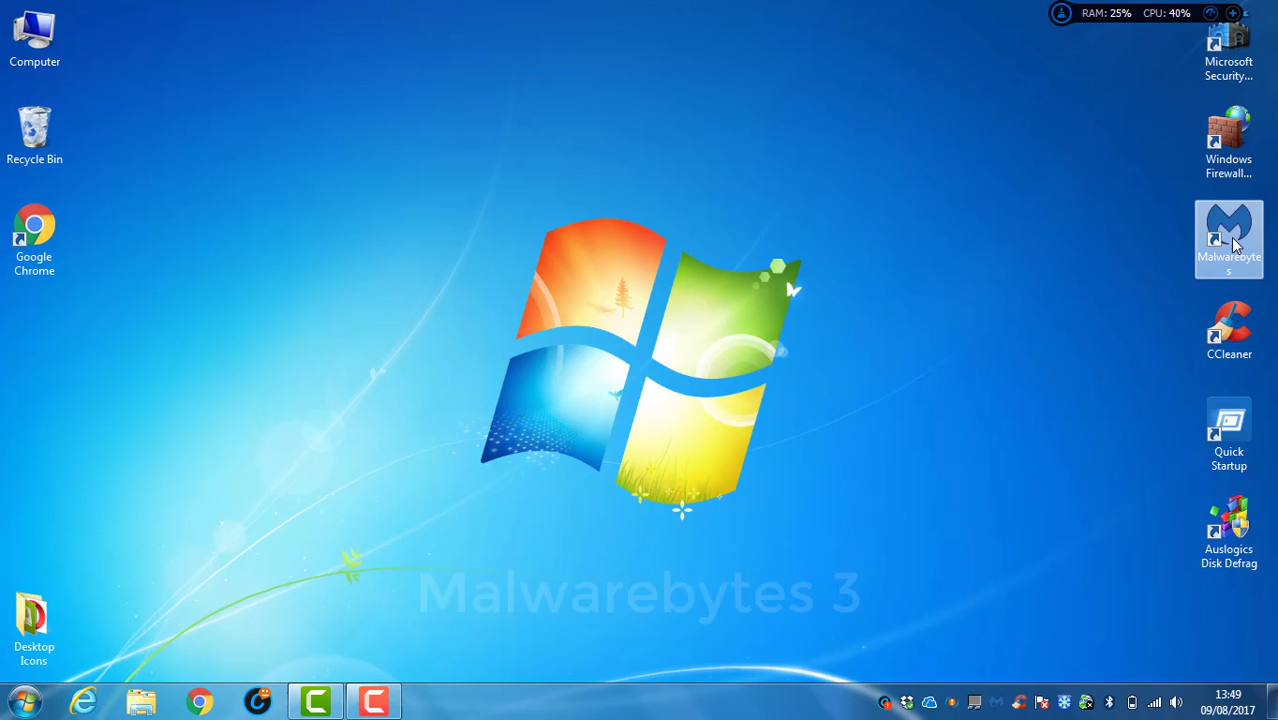 RAM: 25% CPU: 40%
Computer
Recycle Bin
Google
Chrome
Desktop
Icons
Microsoft
Security...
Windows
Firewall...
Malwarebyte
s
CCleaner
Quick
Startup
Auslogics
Disk Defrag
Malwarebytes 3
13:49
09/08/2017